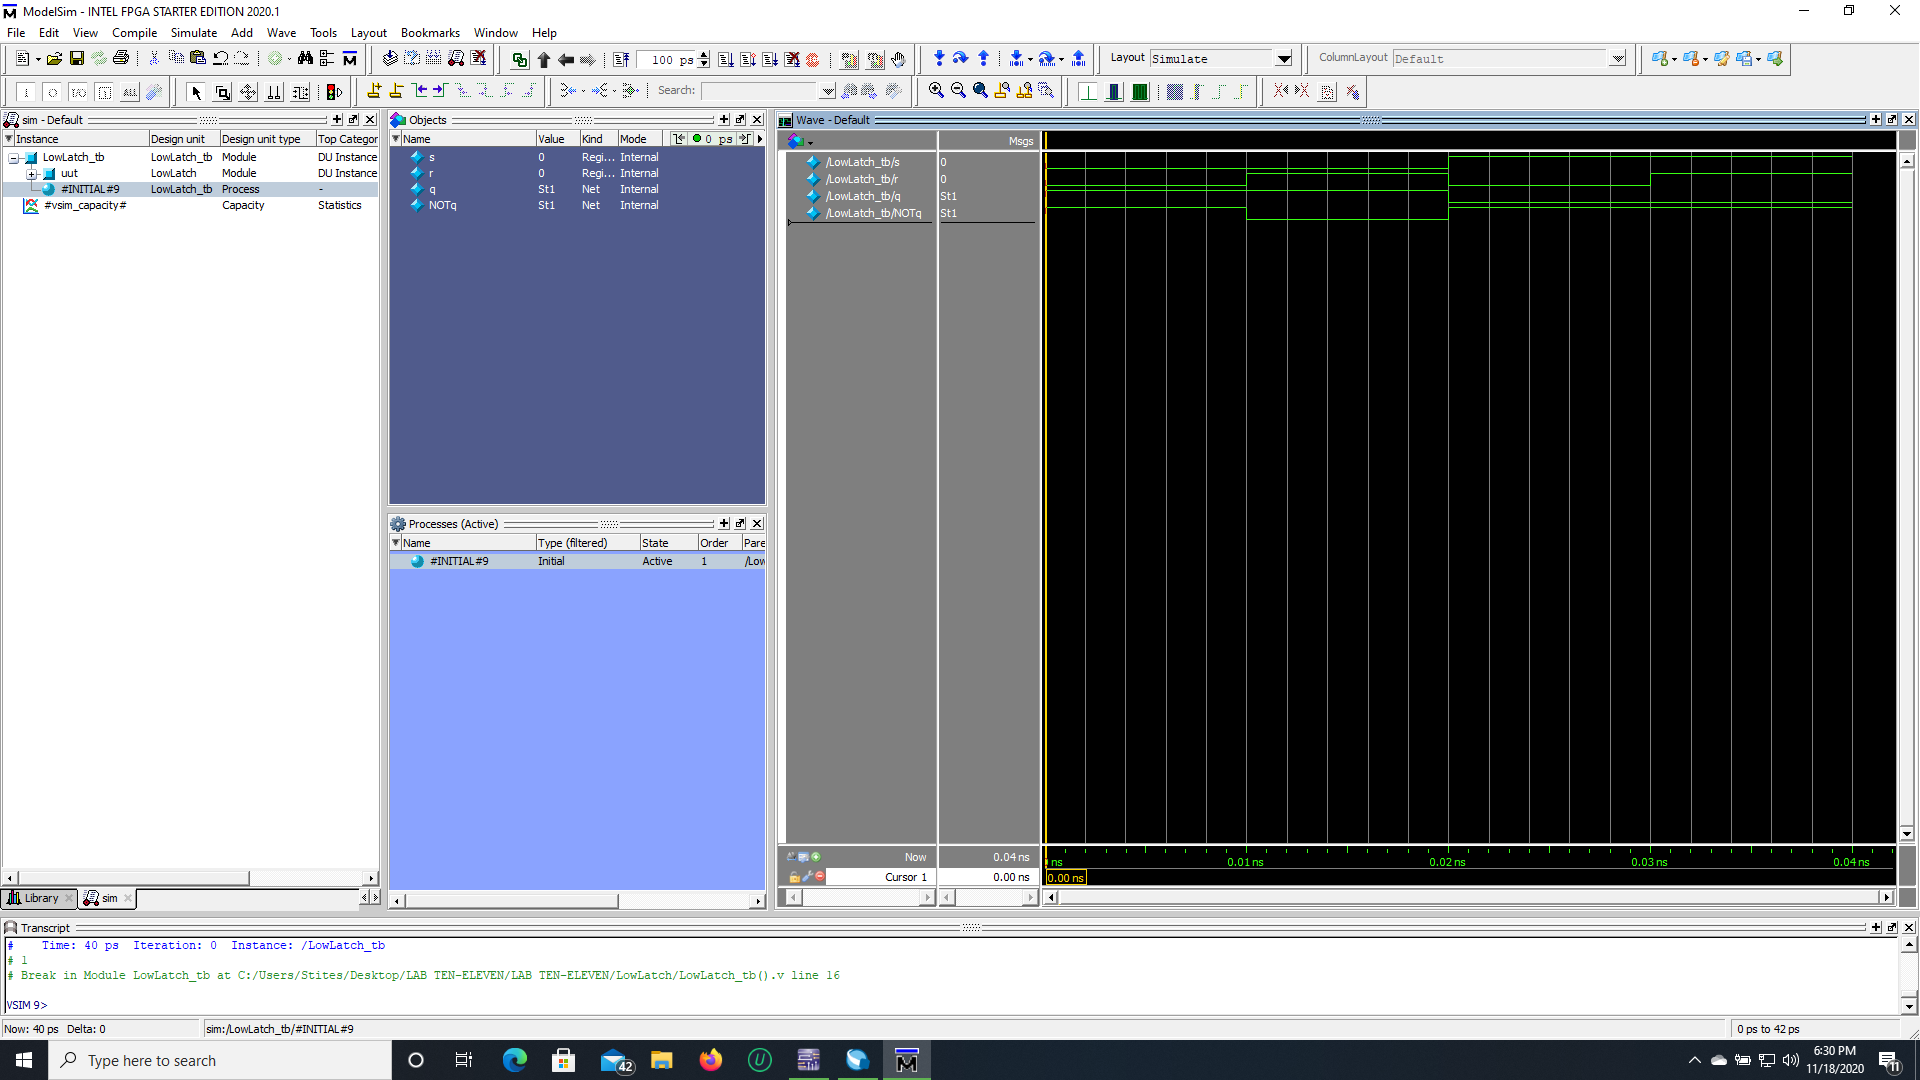 ModelSim - INTEL FPGA STARTER EDITION 2020.1
File Edit View Compile Simulate Add Wave Tools Layout Bookmarks Window Help
100 ps
Layout Simulate
ColumnLayout Default
ALL
Search:
sim - Default
Instance Design unit Design unit type Top Categor
LowLatch_tb LowLatch_tb Module DU Instance
uut LowLatch Module DU Instance
#INITIAL#9 LowLatch_tb Process -
#vsim_capacity# Capacity Statistics
Library sim
Objects
Name Value Kind Mode 0 ps
s 0 Regi... Internal
r 0 Regi... Internal
q St1 Net Internal
NOTq St1 Net Internal
Processes (Active)
Name Type (filtered) State Order Pare
#INITIAL#9 Initial Active 1 /Low
Wave - Default
Msgs
/LowLatch_tb/s 0
/LowLatch_tb/r 0
/LowLatch_tb/q St1
/LowLatch_tb/NOTq St1
Now 0.04 ns
ns 0.01 ns 0.02 ns 0.03 ns 0.04 ns
Cursor 1 0.00 ns
0.00 ns
Transcript
# Time: 40 ps Iteration: 0 Instance: /LowLatch_tb
# 1
# Break in Module LowLatch_tb at C:/Users/Stites/Desktop/LAB TEN-ELEVEN/LAB TEN-ELEVEN/LowLatch/LowLatch_tb().v line 16
VSIM 9>
Now: 40 ps Delta: 0
sim:/LowLatch_tb/#INITIAL#9
0 ps to 42 ps
Type here to search
42
6:30 PM
11/18/2020
11